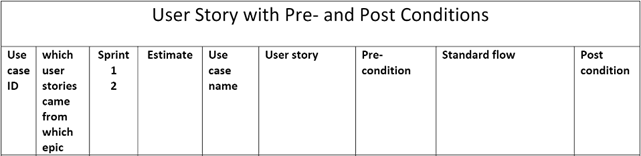 User Story with Pre- and Post Conditions
Use
case
ID
which
user
stories
came
from
which
epic
Sprint
1
2
Estimate
Use
case
name
User story
Pre-
condition
Standard flow
Post
condition